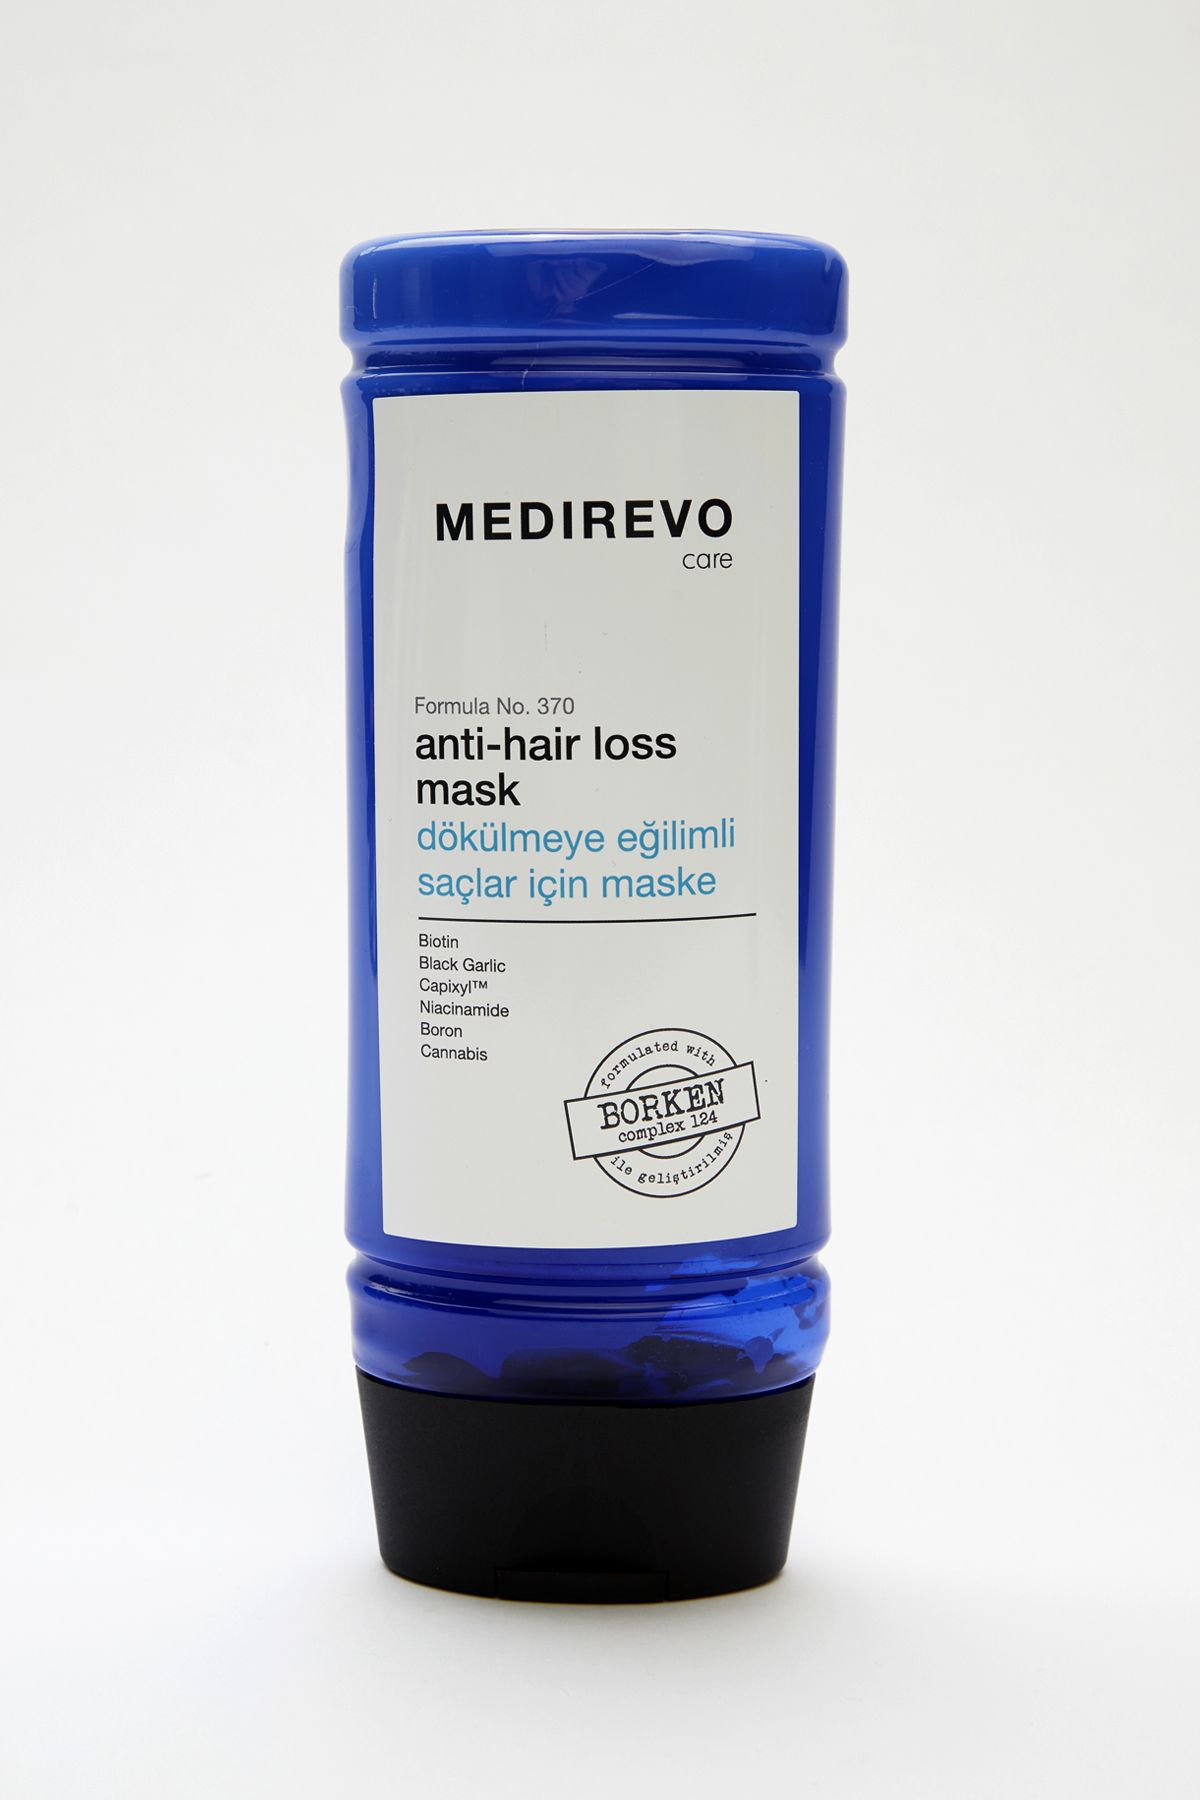 MEDIREVO
care
Formula No. 370
anti-hair loss
mask
dökülmeye eğilimli
saçlar için maske
Biotin
Black Garlic
Capixyl™
Niacinamide
Boron
Cannabis
formulated with
BORKEN
complex 124
ile geliştirilmiş